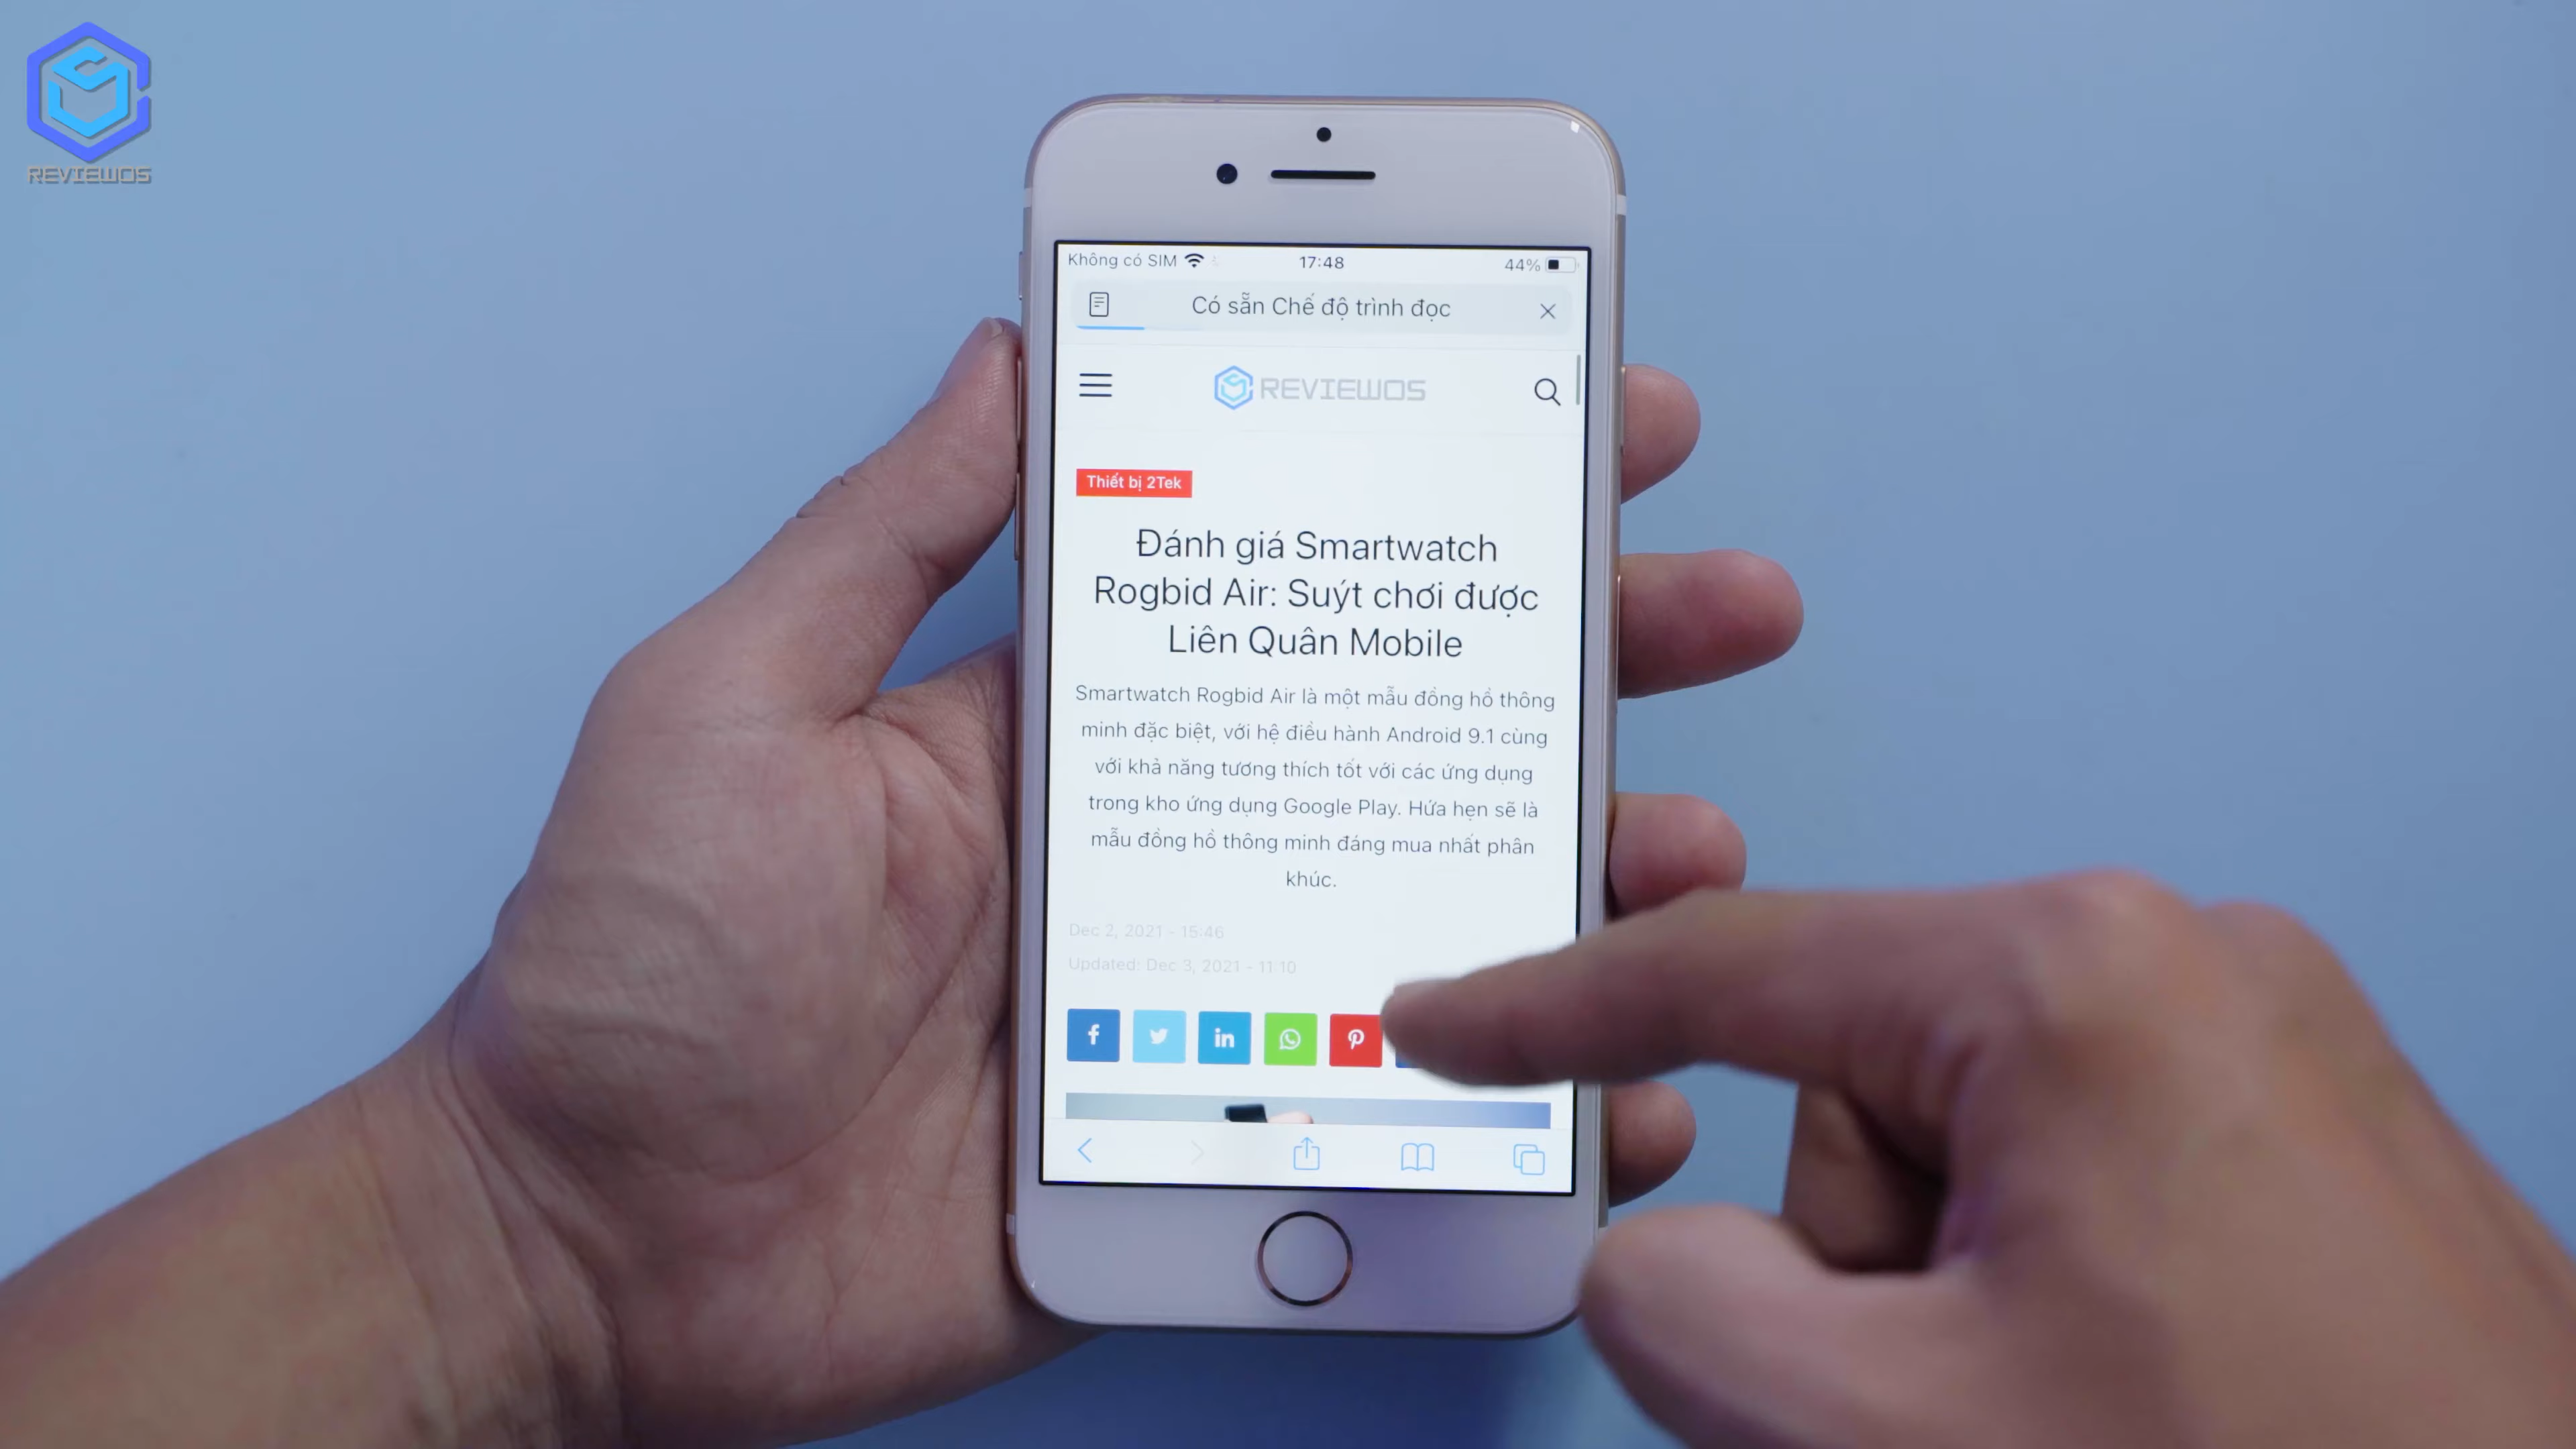 REVIEWOS
Không có SIM
17:48
44%
Có sẵn Chế độ trình đọc
REVIEWOS
Thiết bị 2Tek
Đánh giá Smartwatch
Rogbid Air: Suýt chơi được
Liên Quân Mobile
Smartwatch Rogbid Air là một mẫu đồng hồ thông
minh đặc biệt, với hệ điều hành Android 9.1 cùng
với khả năng tương thích tốt với các ứng dụng
trong kho ứng dụng Google Play. Hứa hẹn sẽ là
mẫu đồng hồ thông minh đáng mua nhất phân
khúc.
Dec 2, 2021 - 15:46
Updated: Dec 3, 2021 - 11:10